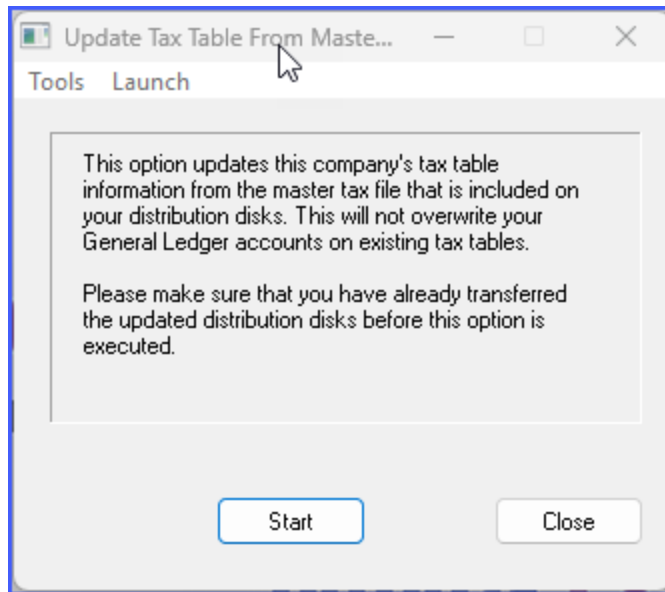 Update Tax Table From Maste...
Tools Launch
This option updates this company's tax table
information from the master tax file that is included on
your distribution disks. This will not overwrite your
General Ledger accounts on existing tax tables.
Please make sure that you have already transferred
the updated distribution disks before this option is
executed.
Start Close